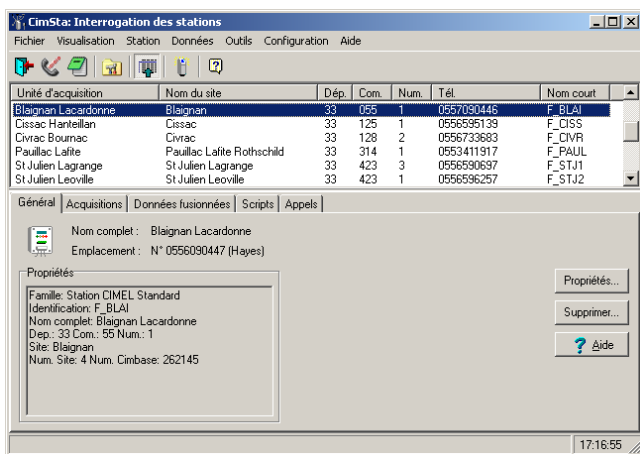 CimSta: Interrogation des stations
Fichier Visualisation Station Données Outils Configuration Aide
Unité d'acquisition Nom du site Dép. Com. Num. Tél. Nom court
Blaignan Lacardonne Blaignan 33 055 1 0557090446 F_BLAI
Cissac Hanteillan Cissac 33 125 1 0556595139 F_CISS
Civrac Bournac Civrac 33 128 2 0556733683 F_CIVR
Pauillac Lafite Pauillac Lafite Rothschild 33 314 1 0553411917 F_PAUL
St Julien Lagrange St Julien Lagrange 33 423 3 0556590697 F_STJ1
St Julien Leoville St Julien Leoville 33 423 1 0556596257 F_STJ2
Général Acquisitions Données fusionnées Scripts Appels
Nom complet : Blaignan Lacardonne
Emplacement : N° 0556090447 (Hayes)
Propriétés
Famille: Station CIMEL Standard
Identification: F_BLAI
Nom complet: Blaignan Lacardonne
Dep.: 33 Com.: 55 Num.: 1
Site: Blaignan
Num. Site: 4 Num. Cimbase: 262145
Propriétés...
Supprimer...
? Aide
17:16:55